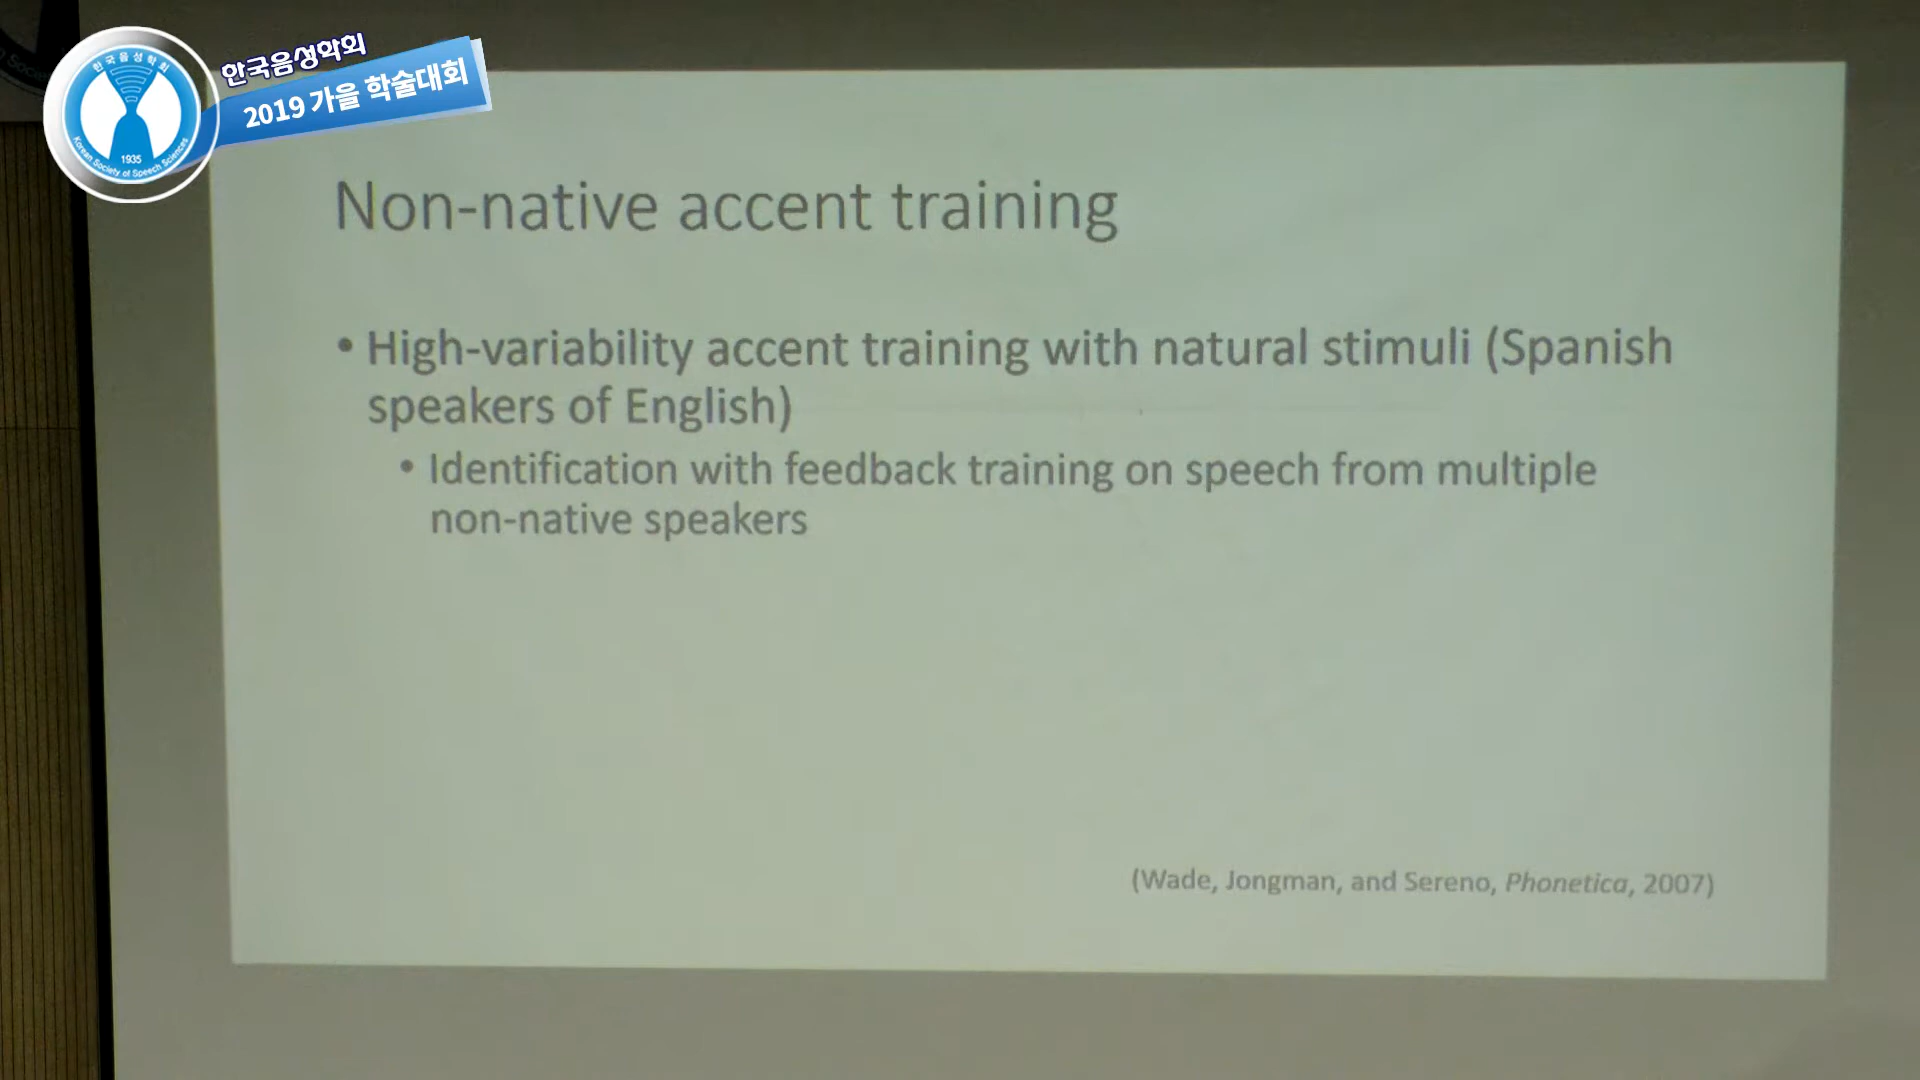 한국음성학회
2019 가을 학술대회
한국음성학회
1935
Korean Society of Speech Sciences
Non-native accent training
• High-variability accent training with natural stimuli (Spanish
speakers of English)
• Identification with feedback training on speech from multiple
non-native speakers
(Wade, Jongman, and Sereno, Phonetica, 2007)